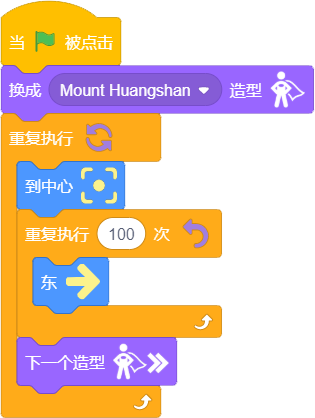 当 被点击
换成 Mount Huangshan 造型
重复执行
到中心
重复执行 100 次
东
下一个造型